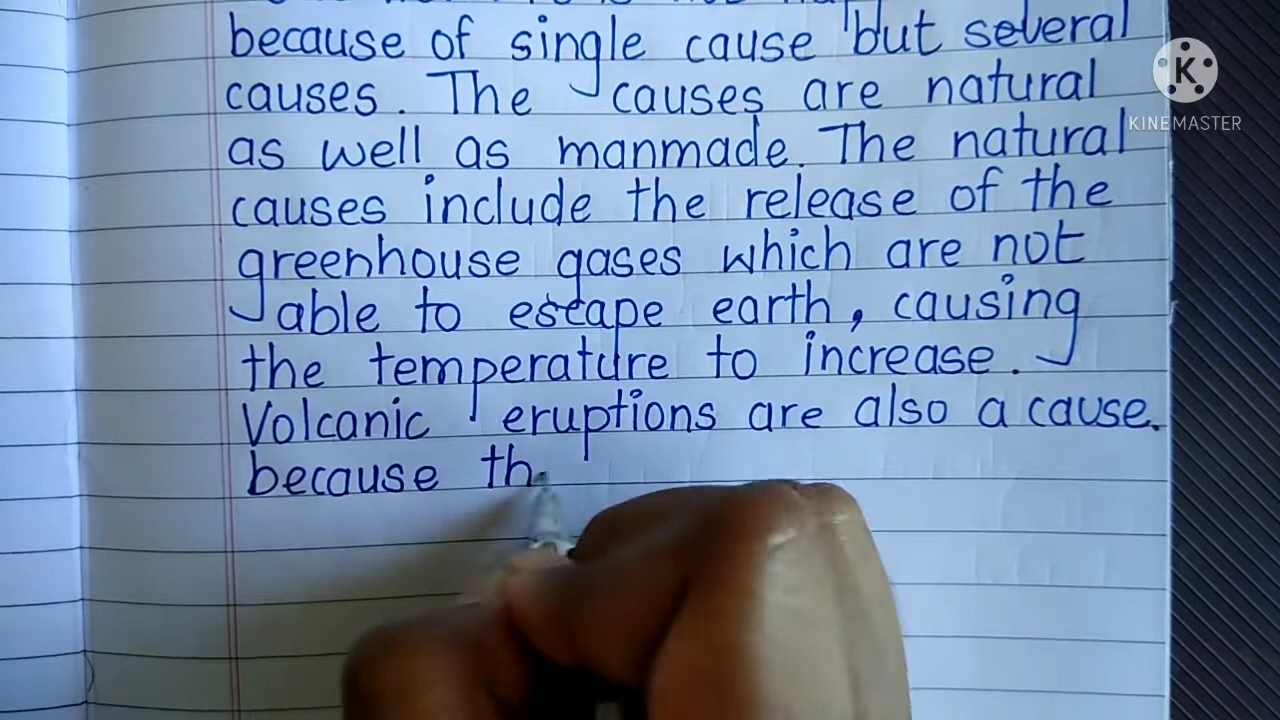 because of single cause but several
causes. The causes are natural
as well as manmade. The natural
causes include the release of the
greenhouse gases which are not
able to escape earth, causing
the temperature to increase.
Volcanic eruptions are also a cause.
because th
K
KINEMASTER